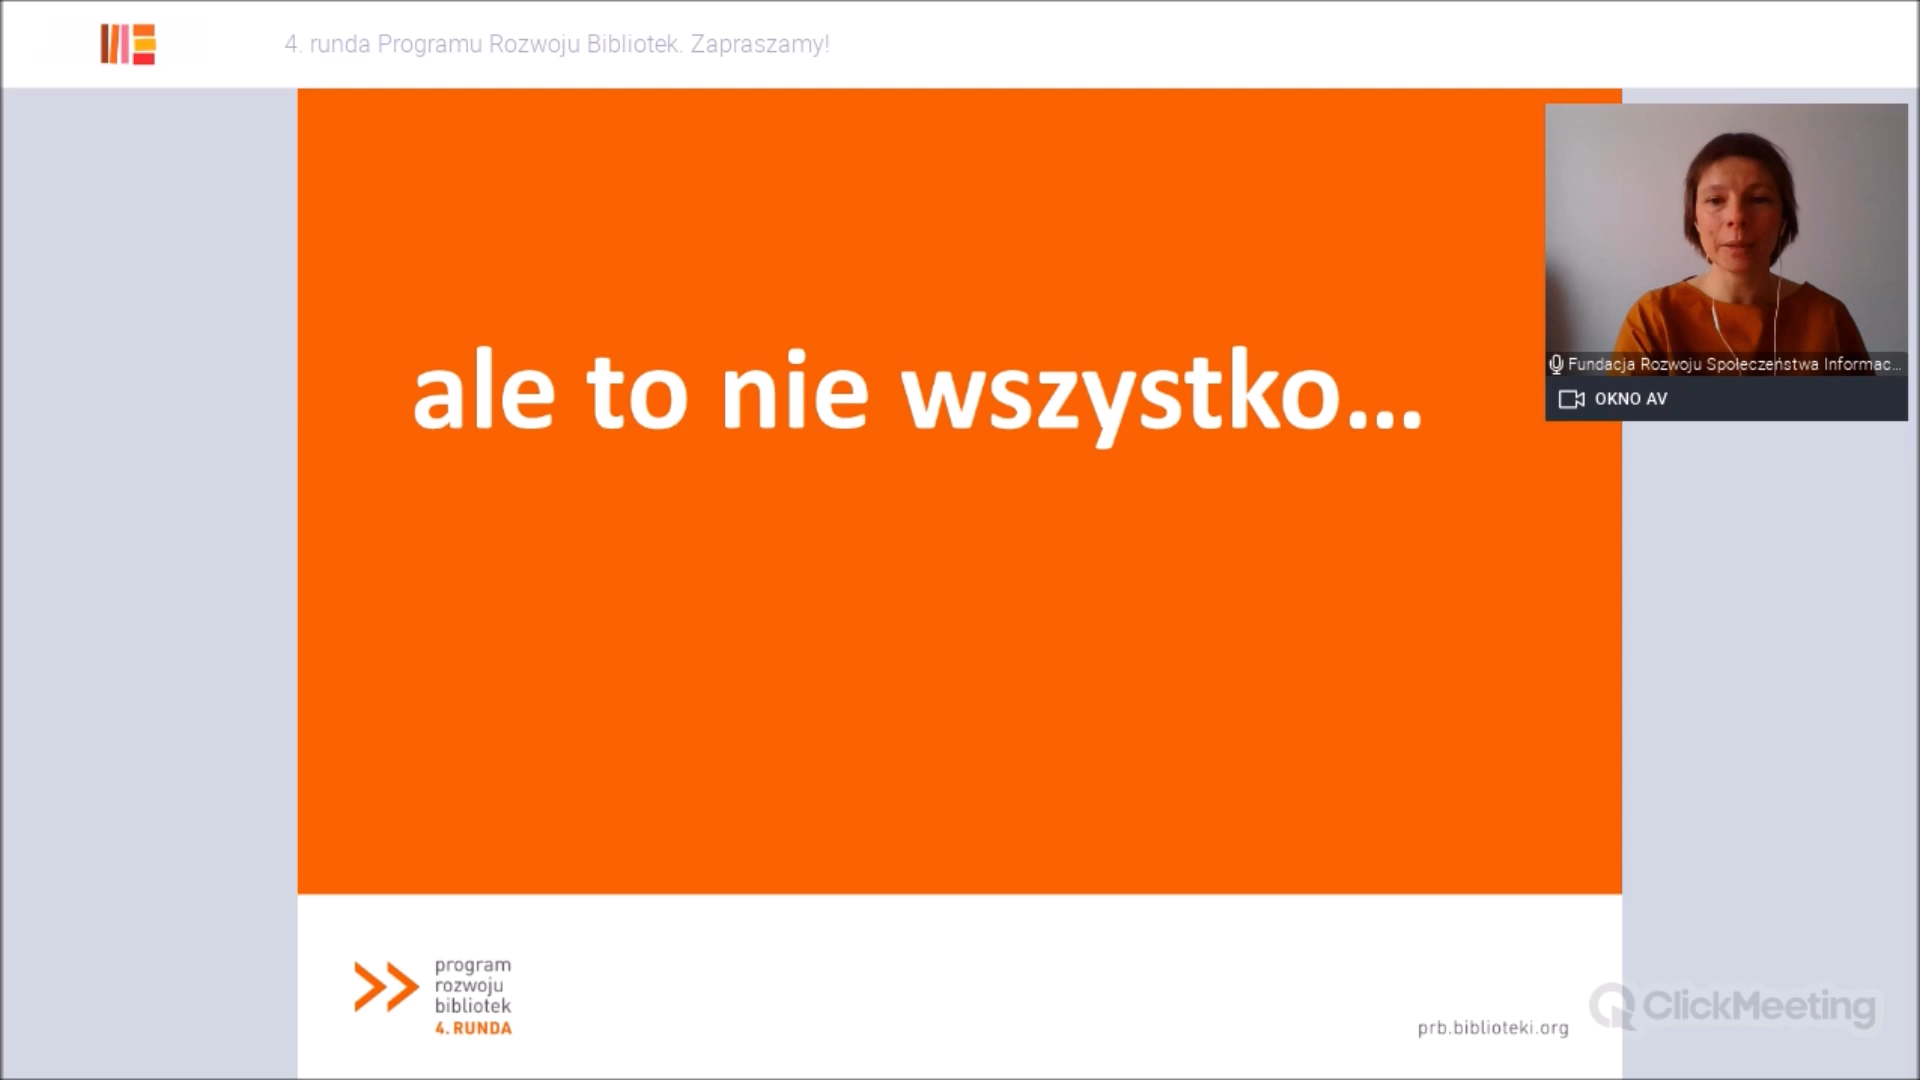 4. runda Programu Rozwoju Bibliotek. Zapraszamy!
ale to nie wszystko...
Fundacja Rozwoju Społeczeństwa Informac...
OKNO AV
program
rozwoju
bibliotek
4. RUNDA
prb.biblioteki.org
ClickMeeting